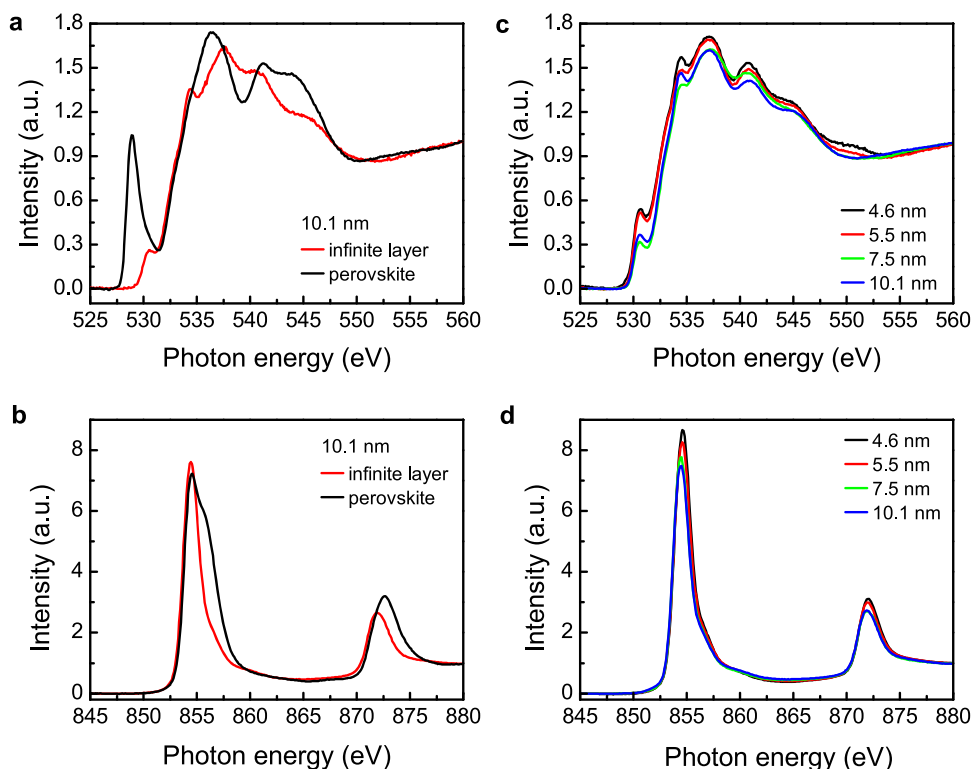 a
1.8
1.5
1.2
0.9
0.6
0.3
0.0
Intensity (a.u.)
10.1 nm
infinite layer
perovskite
525 530 535 540 545 550 555 560
Photon energy (eV)
c
1.8
1.5
1.2
0.9
0.6
0.3
0.0
Intensity (a.u.)
4.6 nm
5.5 nm
7.5 nm
10.1 nm
525 530 535 540 545 550 555 560
Photon energy (eV)
b
8
6
4
2
0
Intensity (a.u.)
10.1 nm
infinite layer
perovskite
845 850 855 860 865 870 875 880
Photon energy (eV)
d
8
6
4
2
0
Intensity (a.u.)
4.6 nm
5.5 nm
7.5 nm
10.1 nm
845 850 855 860 865 870 875 880
Photon energy (eV)